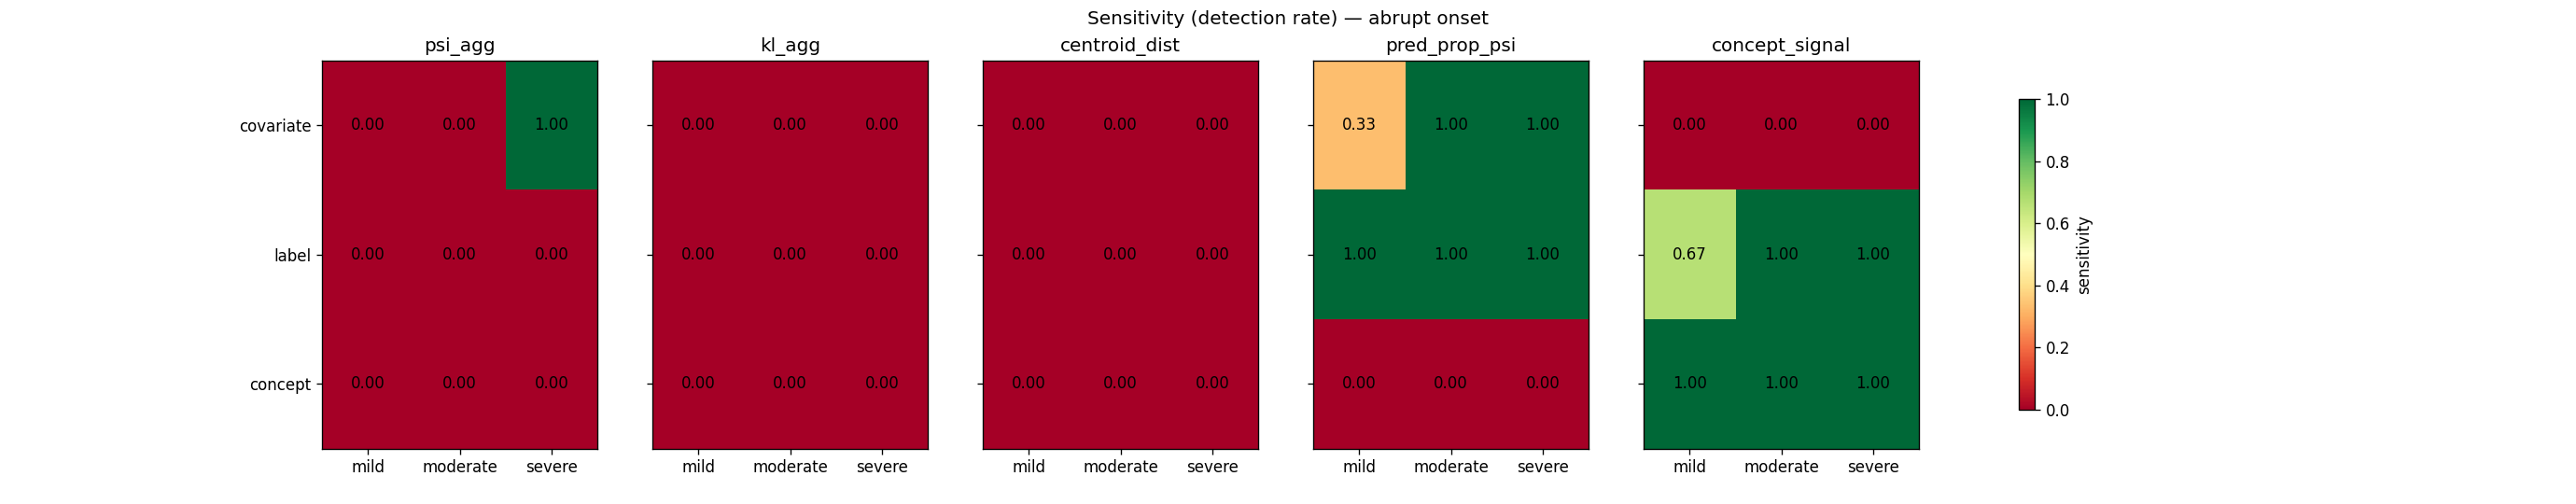 Sensitivity (detection rate) — abrupt onset
psi_agg kl_agg centroid_dist pred_prop_psi concept_signal
covariate 0.00 0.00 1.00 0.00 0.00 0.00 0.00 0.00 0.00 0.33 1.00 1.00 0.00 0.00 0.00
label 0.00 0.00 0.00 0.00 0.00 0.00 0.00 0.00 0.00 1.00 1.00 1.00 0.67 1.00 1.00
concept 0.00 0.00 0.00 0.00 0.00 0.00 0.00 0.00 0.00 0.00 0.00 0.00 1.00 1.00 1.00
mild moderate severe mild moderate severe mild moderate severe mild moderate severe mild moderate severe
1.0
0.8
0.6
0.4
0.2
0.0
sensitivity